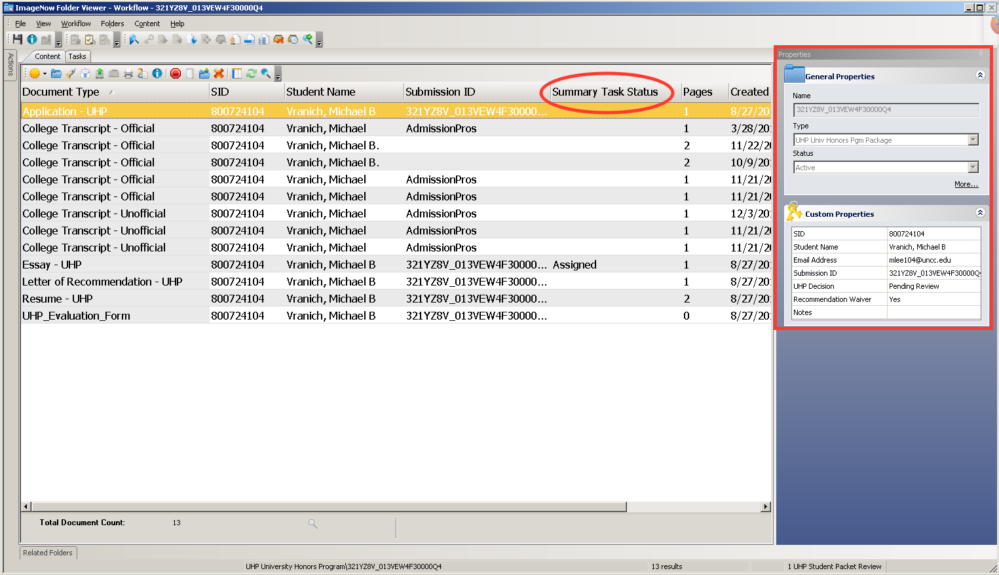 ImageNow Folder Viewer - Workflow - 321YZ8V_013VEW4F30000Q4
File View Workflow Folders Content Help
Actions
Content Tasks
Document Type SID Student Name Submission ID Summary Task Status Pages Created
Application - UHP 800724104 Vranich, Michael B 321YZ8V_013VEW4F30000... 1 8/27/20
College Transcript - Official 800724104 Vranich, Michael AdmissionPros 1 3/28/20
College Transcript - Official 800724104 Vranich, Michael B. 2 11/22/20
College Transcript - Official 800724104 Vranich, Michael B. 2 10/9/20
College Transcript - Official 800724104 Vranich, Michael AdmissionPros 1 11/21/20
College Transcript - Official 800724104 Vranich, Michael AdmissionPros 1 11/21/20
College Transcript - Unofficial 800724104 Vranich, Michael AdmissionPros 1 12/3/20
College Transcript - Unofficial 800724104 Vranich, Michael AdmissionPros 1 11/21/20
College Transcript - Unofficial 800724104 Vranich, Michael AdmissionPros 1 11/21/20
Essay - UHP 800724104 Vranich, Michael B 321YZ8V_013VEW4F30000... Assigned 1 8/27/20
Letter of Recommendation - UHP 800724104 Vranich, Michael B 321YZ8V_013VEW4F30000... 1 8/27/20
Resume - UHP 800724104 Vranich, Michael B 321YZ8V_013VEW4F30000... 2 8/27/20
UHP_Evaluation_Form 800724104 Vranich, Michael B 321YZ8V_013VEW4F30000... 0 8/27/20
Total Document Count: 13
Related Folders
Properties
General Properties
Name
321YZ8V_013VEW4F30000Q4
Type
UHP Univ Honors Pgm Package
Status
Active
More...
Custom Properties
SID 800724104
Student Name Vranich, Michael B
Email Address mlee104@uncc.edu
Submission ID 321YZ8V_013VEW4F30000Q
UHP Decision Pending Review
Recommendation Waiver Yes
Notes
UHP University Honors Program\321YZ8V_013VEW4F30000Q4 13 results 1 UHP Student Packet Review